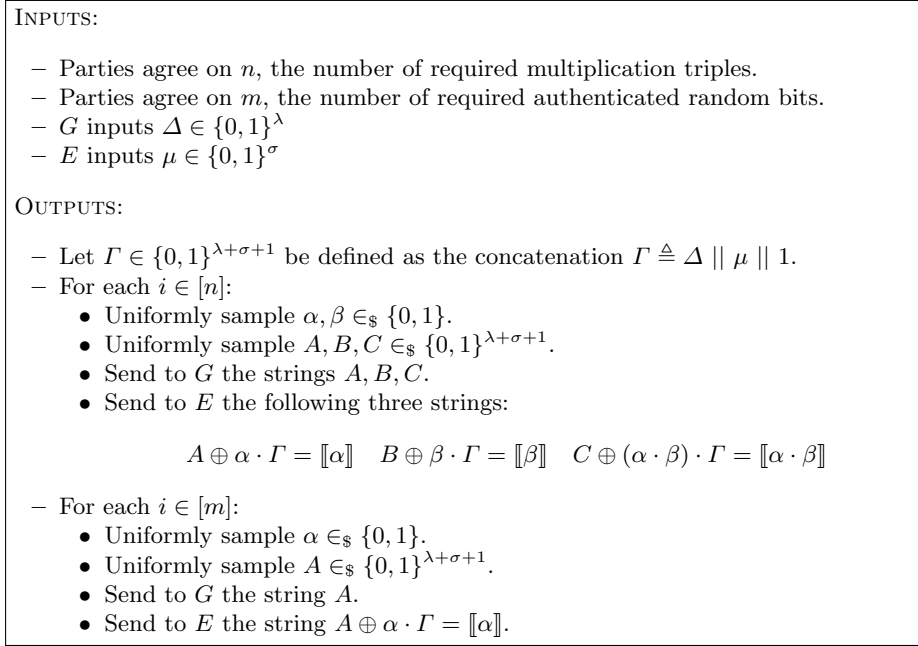 INPUTS:
– Parties agree on n, the number of required multiplication triples.
– Parties agree on m, the number of required authenticated random bits.
– G inputs Δ ∈ {0, 1}^λ
– E inputs μ ∈ {0, 1}^σ
OUTPUTS:
– Let Γ ∈ {0, 1}^{λ+σ+1} be defined as the concatenation Γ ≜ Δ || μ || 1.
– For each i ∈ [n]:
• Uniformly sample α, β ∈_$ {0, 1}.
• Uniformly sample A, B, C ∈_$ {0, 1}^{λ+σ+1}.
• Send to G the strings A, B, C.
• Send to E the following three strings:
A ⊕ α · Γ = ⟦α⟧ B ⊕ β · Γ = ⟦β⟧ C ⊕ (α · β) · Γ = ⟦α · β⟧
– For each i ∈ [m]:
• Uniformly sample α ∈_$ {0, 1}.
• Uniformly sample A ∈_$ {0, 1}^{λ+σ+1}.
• Send to G the string A.
• Send to E the string A ⊕ α · Γ = ⟦α⟧.